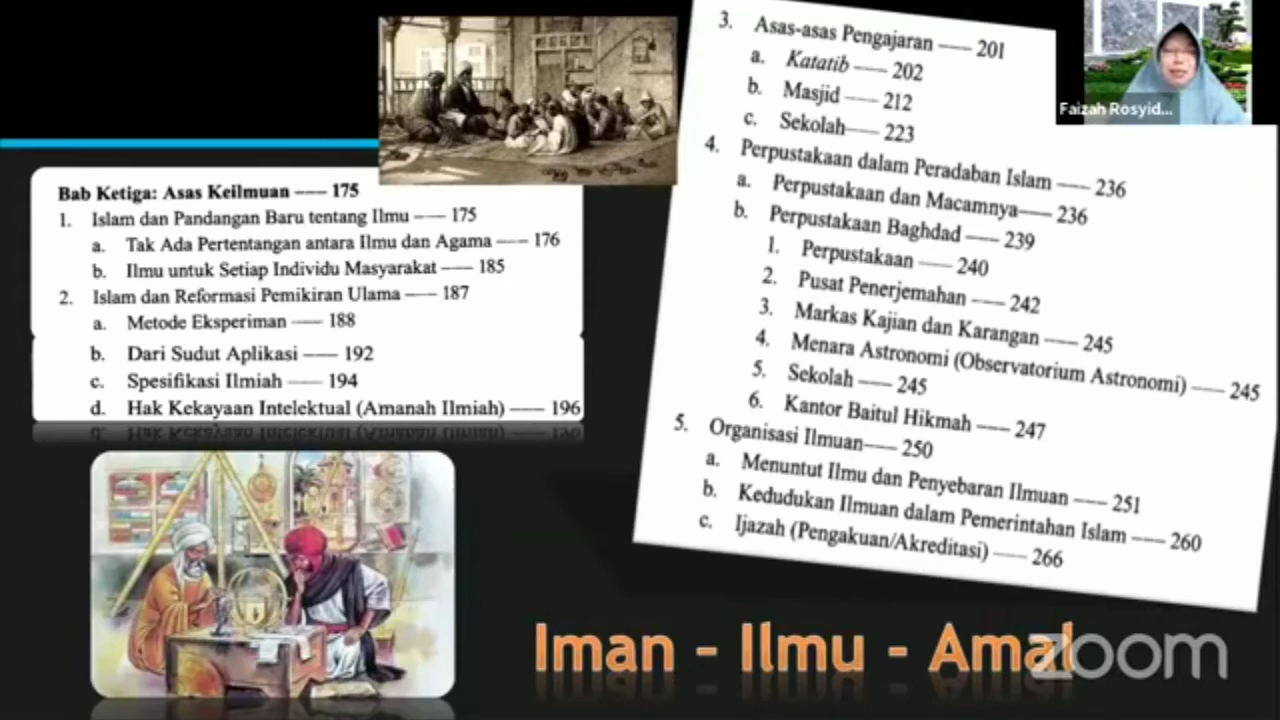 Bab Ketiga: Asas Keilmuan —— 175
1. Islam dan Pandangan Baru tentang Ilmu —— 175
a. Tak Ada Pertentangan antara Ilmu dan Agama —— 176
b. Ilmu untuk Setiap Individu Masyarakat —— 185
2. Islam dan Reformasi Pemikiran Ulama —— 187
a. Metode Eksperiman —— 188
b. Dari Sudut Aplikasi —— 192
c. Spesifikasi Ilmiah —— 194
d. Hak Kekayaan Intelektual (Amanah Ilmiah) —— 196
3. Asas-asas Pengajaran —— 201
a. Katatib —— 202
b. Masjid —— 212
c. Sekolah —— 223
4. Perpustakaan dalam Peradaban Islam —— 236
a. Perpustakaan dan Macamnya —— 236
b. Perpustakaan Baghdad —— 239
1. Perpustakaan —— 240
2. Pusat Penerjemahan —— 242
3. Markas Kajian dan Karangan —— 245
4. Menara Astronomi (Observatorium Astronomi) —— 245
5. Sekolah —— 245
6. Kantor Baitul Hikmah —— 247
5. Organisasi Ilmuan —— 250
a. Menuntut Ilmu dan Penyebaran Ilmuan —— 251
b. Kedudukan Ilmuan dalam Pemerintahan Islam —— 260
c. Ijazah (Pengakuan/Akreditasi) —— 266
Faizah Rosyid...
Iman - Ilmu - Amal
zoom